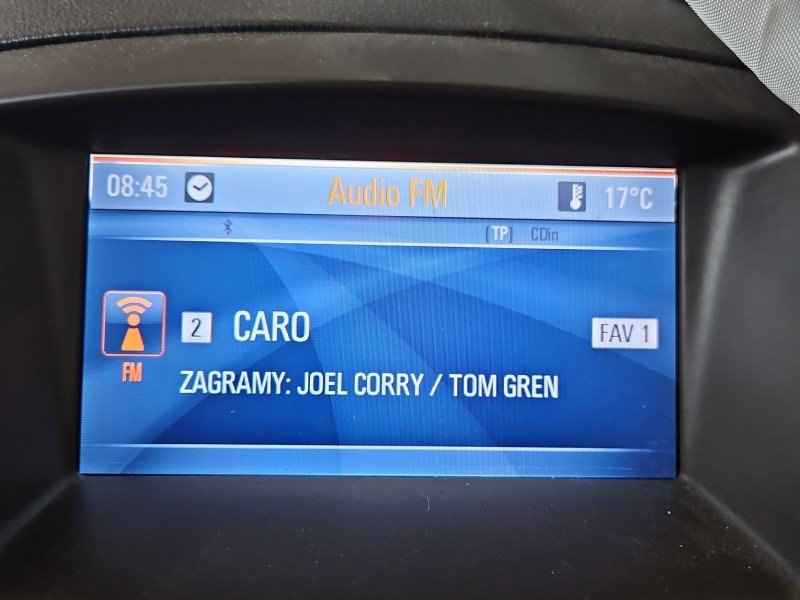 08:45 Audio FM 17°C
[TP] CDin
2 CARO FAV 1
FM
ZAGRAMY: JOEL CORRY / TOM GREN